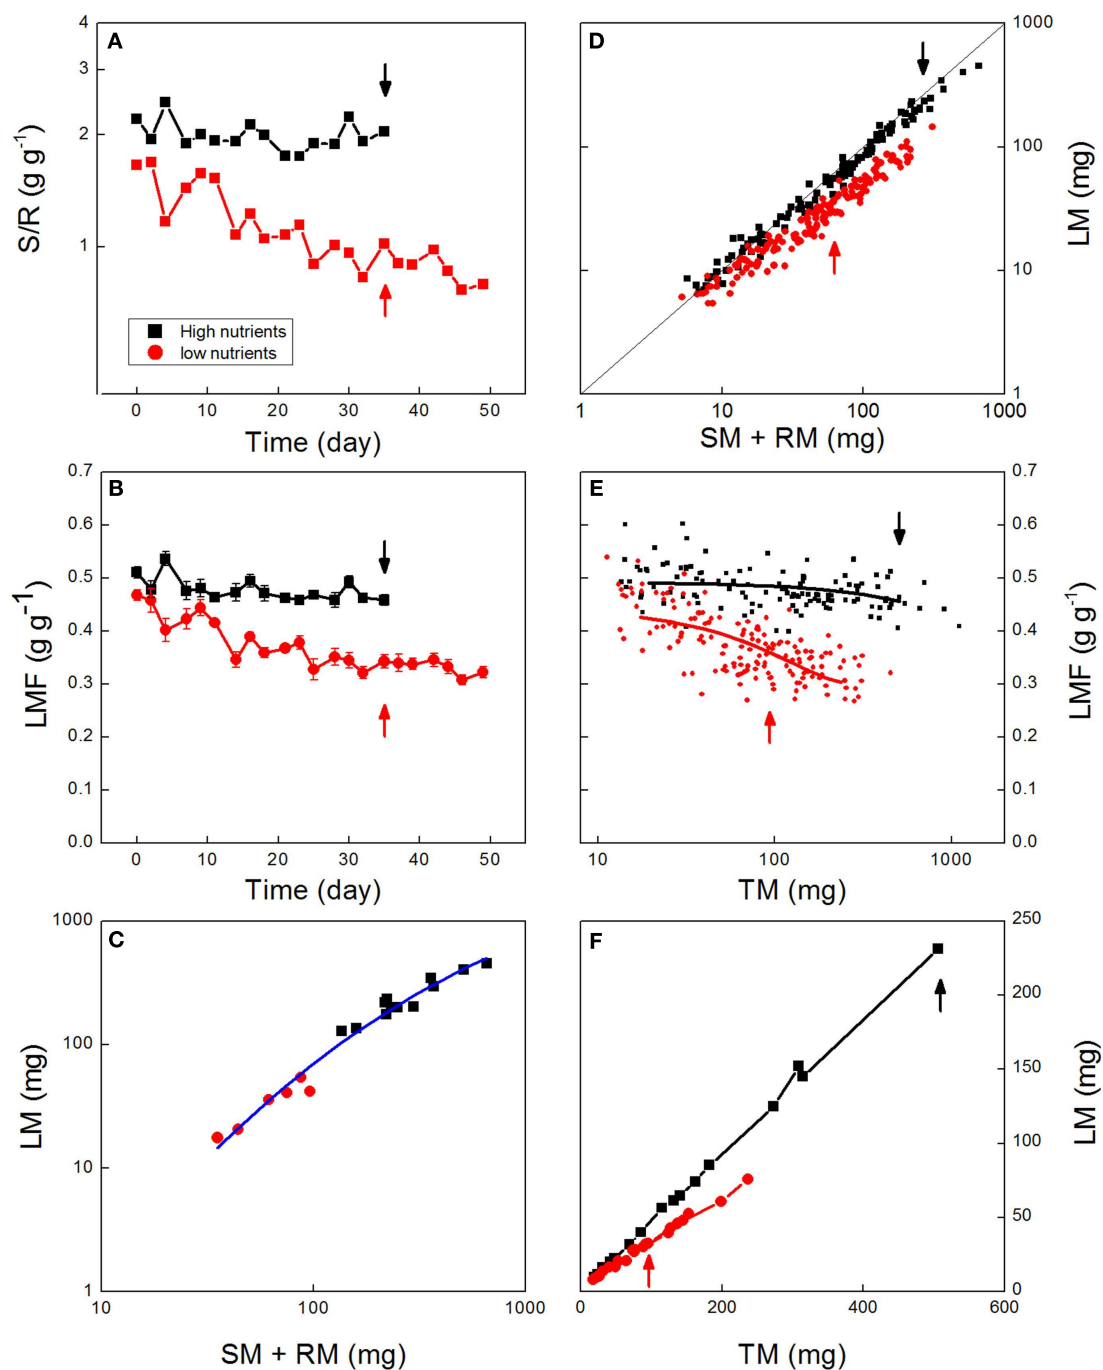 A
4
3
2
1
S/R (g g⁻¹)
High nutrients
low nutrients
0 10 20 30 40 50
Time (day)
D
1000
100
10
1
LM (mg)
1 10 100 1000
SM + RM (mg)
B
0.7
0.6
0.5
0.4
0.3
0.2
0.1
0.0
LMF (g g⁻¹)
0 10 20 30 40 50
Time (day)
E
0.7
0.6
0.5
0.4
0.3
0.2
0.1
0.0
LMF (g g⁻¹)
10 100 1000
TM (mg)
C
1000
100
10
1
LM (mg)
10 100 1000
SM + RM (mg)
F
250
200
150
100
50
0
LM (mg)
0 200 400 600
TM (mg)